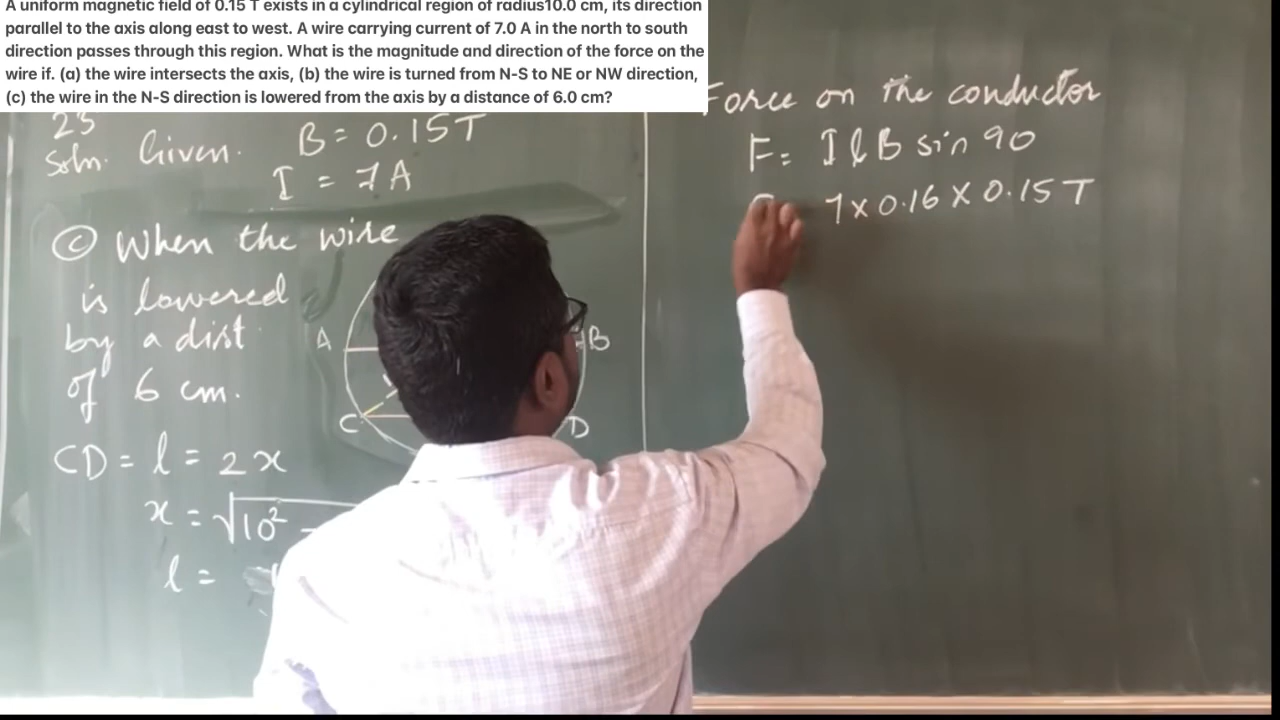 A uniform magnetic field of 0.15 T exists in a cylindrical region of radius10.0 cm, its direction
parallel to the axis along east to west. A wire carrying current of 7.0 A in the north to south
direction passes through this region. What is the magnitude and direction of the force on the
wire if. (a) the wire intersects the axis, (b) the wire is turned from N-S to NE or NW direction,
(c) the wire in the N-S direction is lowered from the axis by a distance of 6.0 cm?
25
Soln. Given. B = 0.15T
I = 7A
(c) When the wire
is lowered
by a dist.
of 6 cm.
CD = l = 2x
x = √10² -
l =
A
B
C
D
Force on the conductor
F = I l B sin 90
7 x 0.16 x 0.15 T